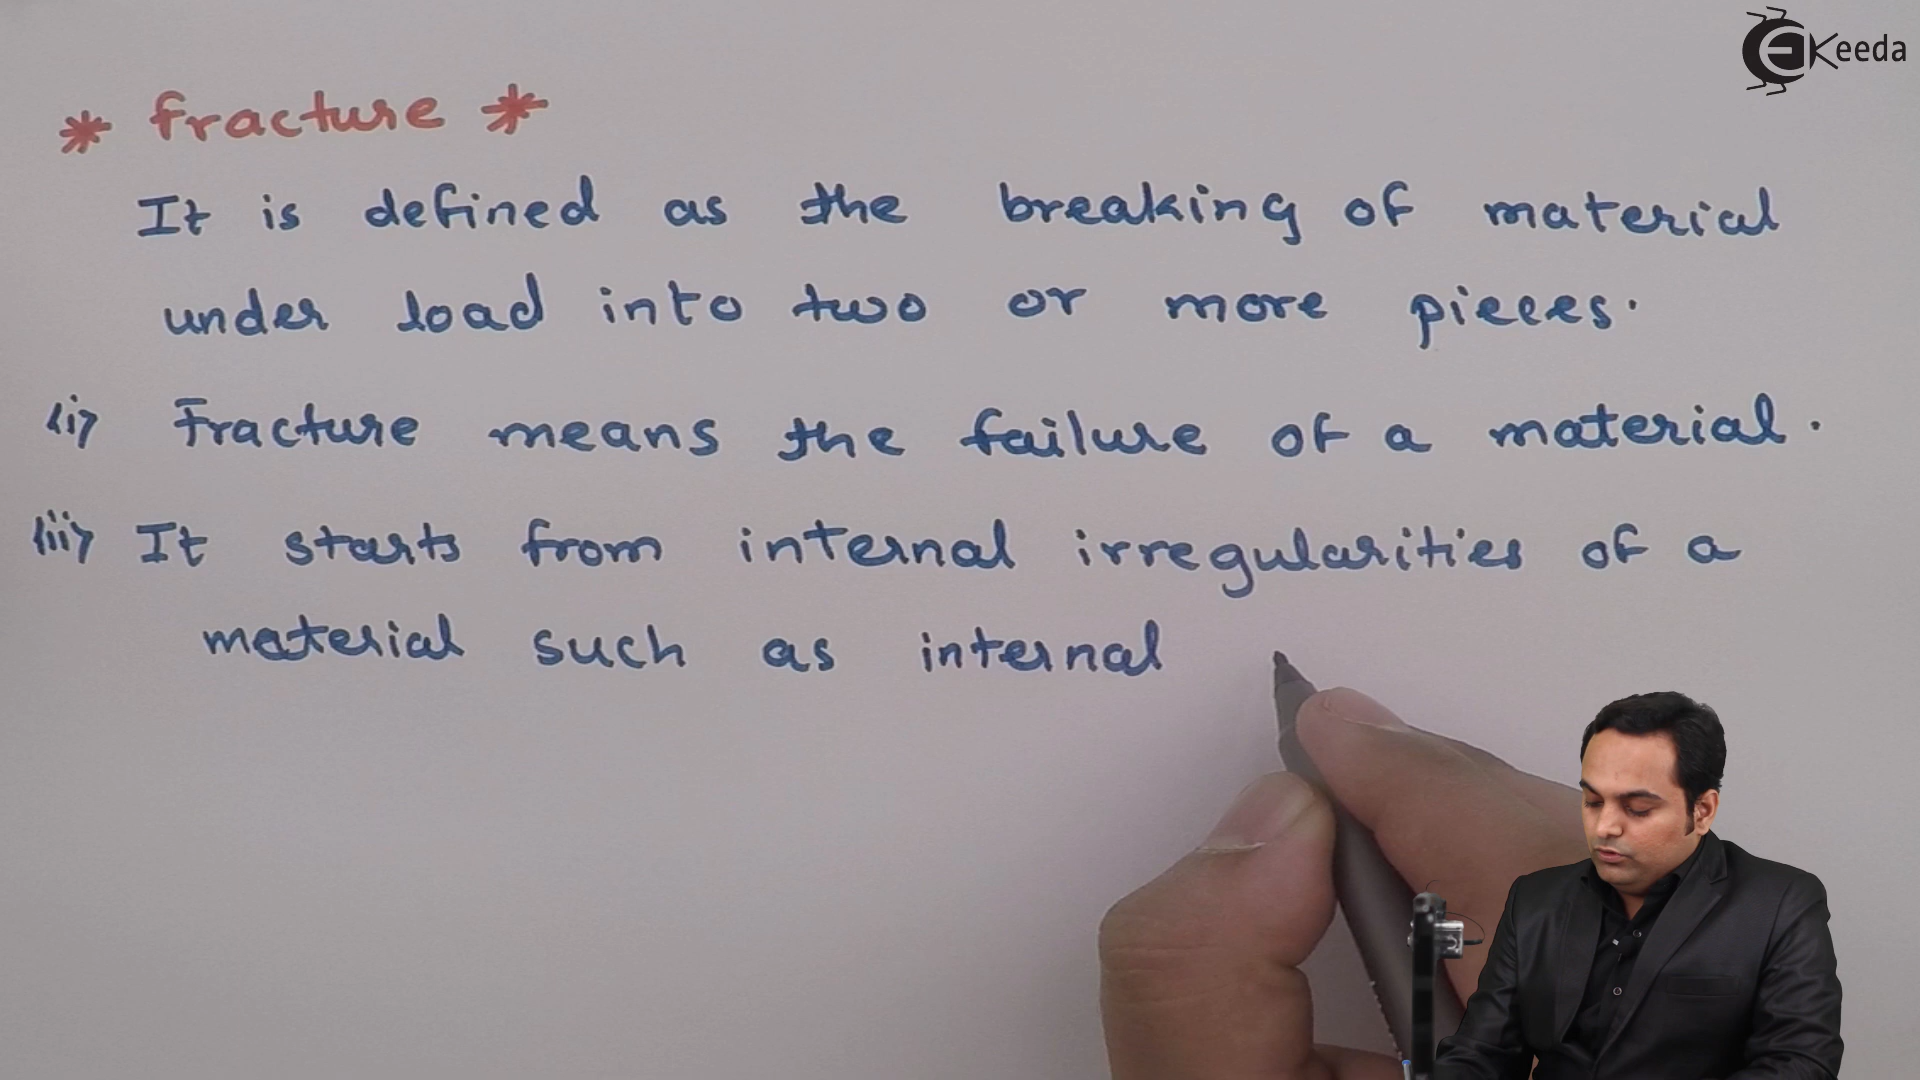 EKeeda
* Fracture *
It is defined as the breaking of material
under load into two or more pieces.
(i) Fracture means the failure of a material.
(ii) It starts from internal irregularities of a
material such as internal